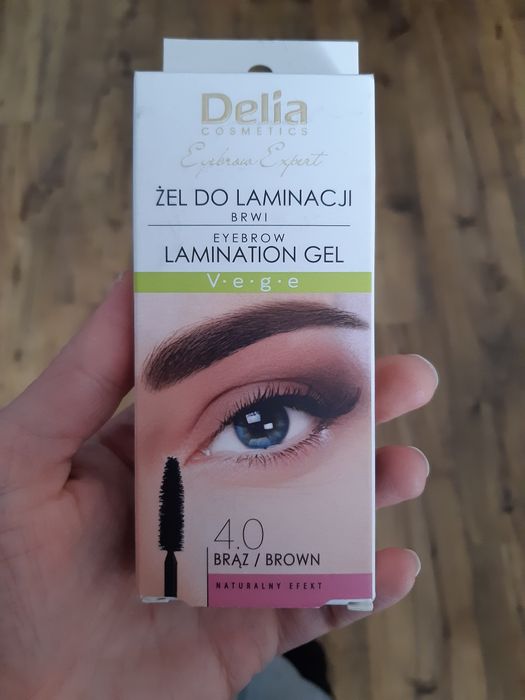 Delia
COSMETICS
Eyebrow Expert
ŻEL DO LAMINACJI
BRWI
EYEBROW
LAMINATION GEL
V·e·g·e
4.0
BRĄZ / BROWN
NATURALNY EFEKT